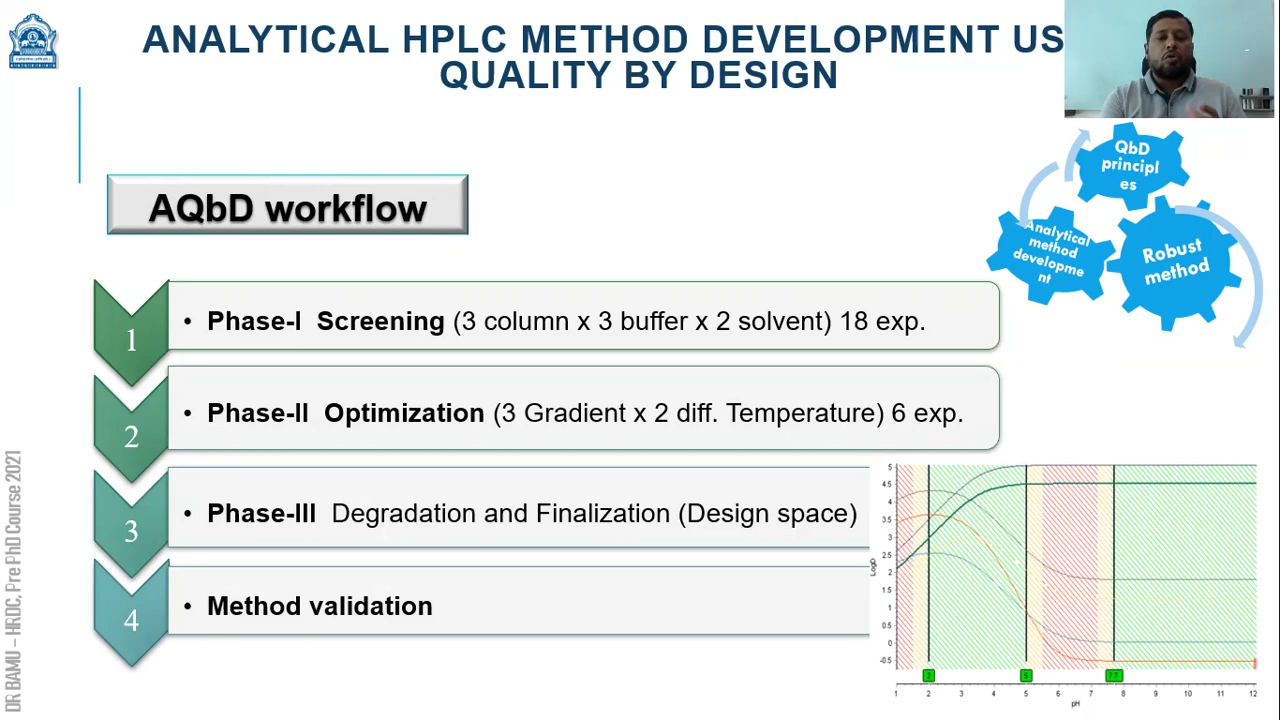 ANALYTICAL HPLC METHOD DEVELOPMENT US
QUALITY BY DESIGN
AQbD workflow
QbD
principl
es
Analytical
method
developme
nt
Robust
method
1
• Phase-I Screening (3 column x 3 buffer x 2 solvent) 18 exp.
2
• Phase-II Optimization (3 Gradient x 2 diff. Temperature) 6 exp.
3
• Phase-III Degradation and Finalization (Design space)
4
• Method validation
DR BAMU – HRDC, Pre PhD Course 2021
LogD
5
4.5
4
3.5
3
2.5
2
1.5
1
0.5
0
-0.5
2
5
7.7
1 2 3 4 5 6 7 8 9 10 11 12
pH